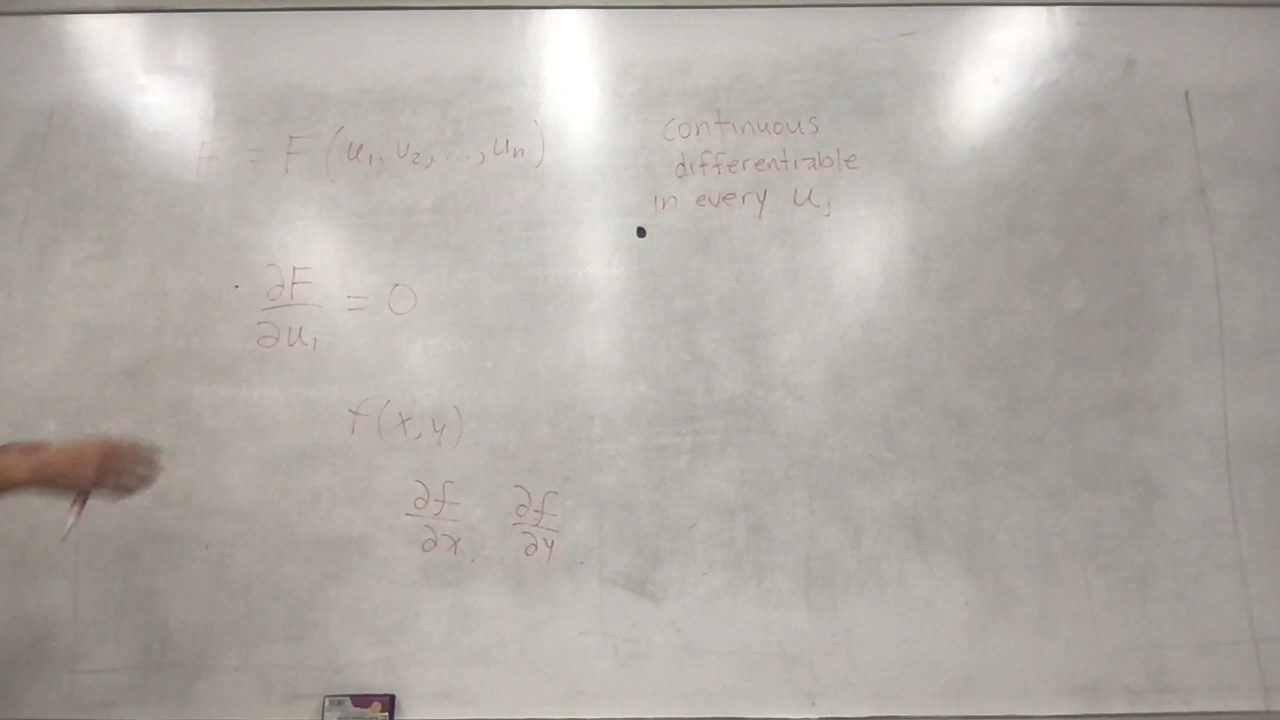 F = F(u₁, u₂, ..., uₙ)
continuous
differentiable
in every uⱼ
∂F/∂u₁ = 0
f(x,y)
∂f/∂x ∂f/∂y